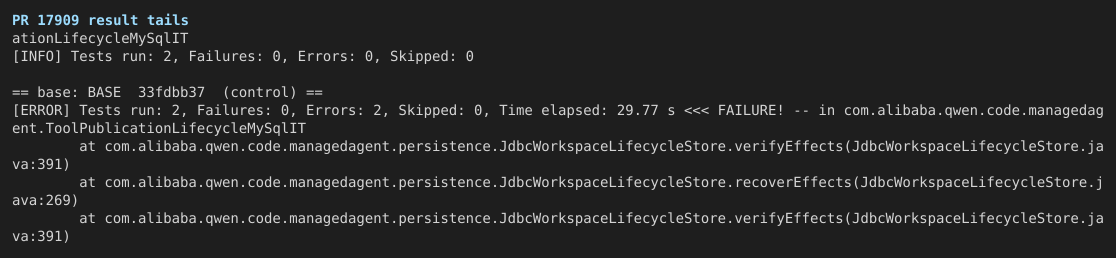 PR 17909 result tails
ationLifecycleMySqlIT
[INFO] Tests run: 2, Failures: 0, Errors: 0, Skipped: 0

== base: BASE  33fdbb37  (control) ==
[ERROR] Tests run: 2, Failures: 0, Errors: 2, Skipped: 0, Time elapsed: 29.77 s <<< FAILURE! -- in com.alibaba.qwen.code.managedag
ent.ToolPublicationLifecycleMySqlIT
        at com.alibaba.qwen.code.managedagent.persistence.JdbcWorkspaceLifecycleStore.verifyEffects(JdbcWorkspaceLifecycleStore.ja
va:391)
        at com.alibaba.qwen.code.managedagent.persistence.JdbcWorkspaceLifecycleStore.recoverEffects(JdbcWorkspaceLifecycleStore.j
ava:269)
        at com.alibaba.qwen.code.managedagent.persistence.JdbcWorkspaceLifecycleStore.verifyEffects(JdbcWorkspaceLifecycleStore.ja
va:391)